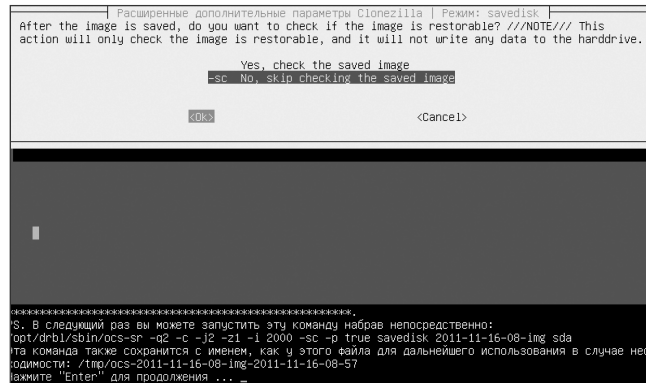 Расширенные дополнительные параметры Clonezilla | Режим: savedisk
After the image is saved, do you want to check if the image is restorable? ///NOTE/// This
action will only check the image is restorable, and it will not write any data to the harddrive.
Yes, check the saved image
-sc No, skip checking the saved image
<Ok> <Cancel>
*********************************************************.
PS. В следующий раз вы можете запустить эту команду набрав непосредственно:
/opt/drbl/sbin/ocs-sr -q2 -c -j2 -z1 -i 2000 -sc -p true savedisk 2011-11-16-08-img sda
Эта команда также сохранится с именем, как у этого файла для дальнейшего использования в случае нео
ходимости: /tmp/ocs-2011-11-16-08-img-2011-11-16-08-57
Нажмите "Enter" для продолжения ... _